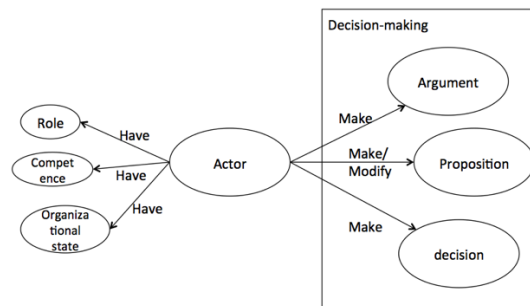 Decision-making
Argument
Make
Role
Have
Make/
Modify
Actor
Proposition
Compet
ence
Have
Have
Organiza
tional
state
Make
decision